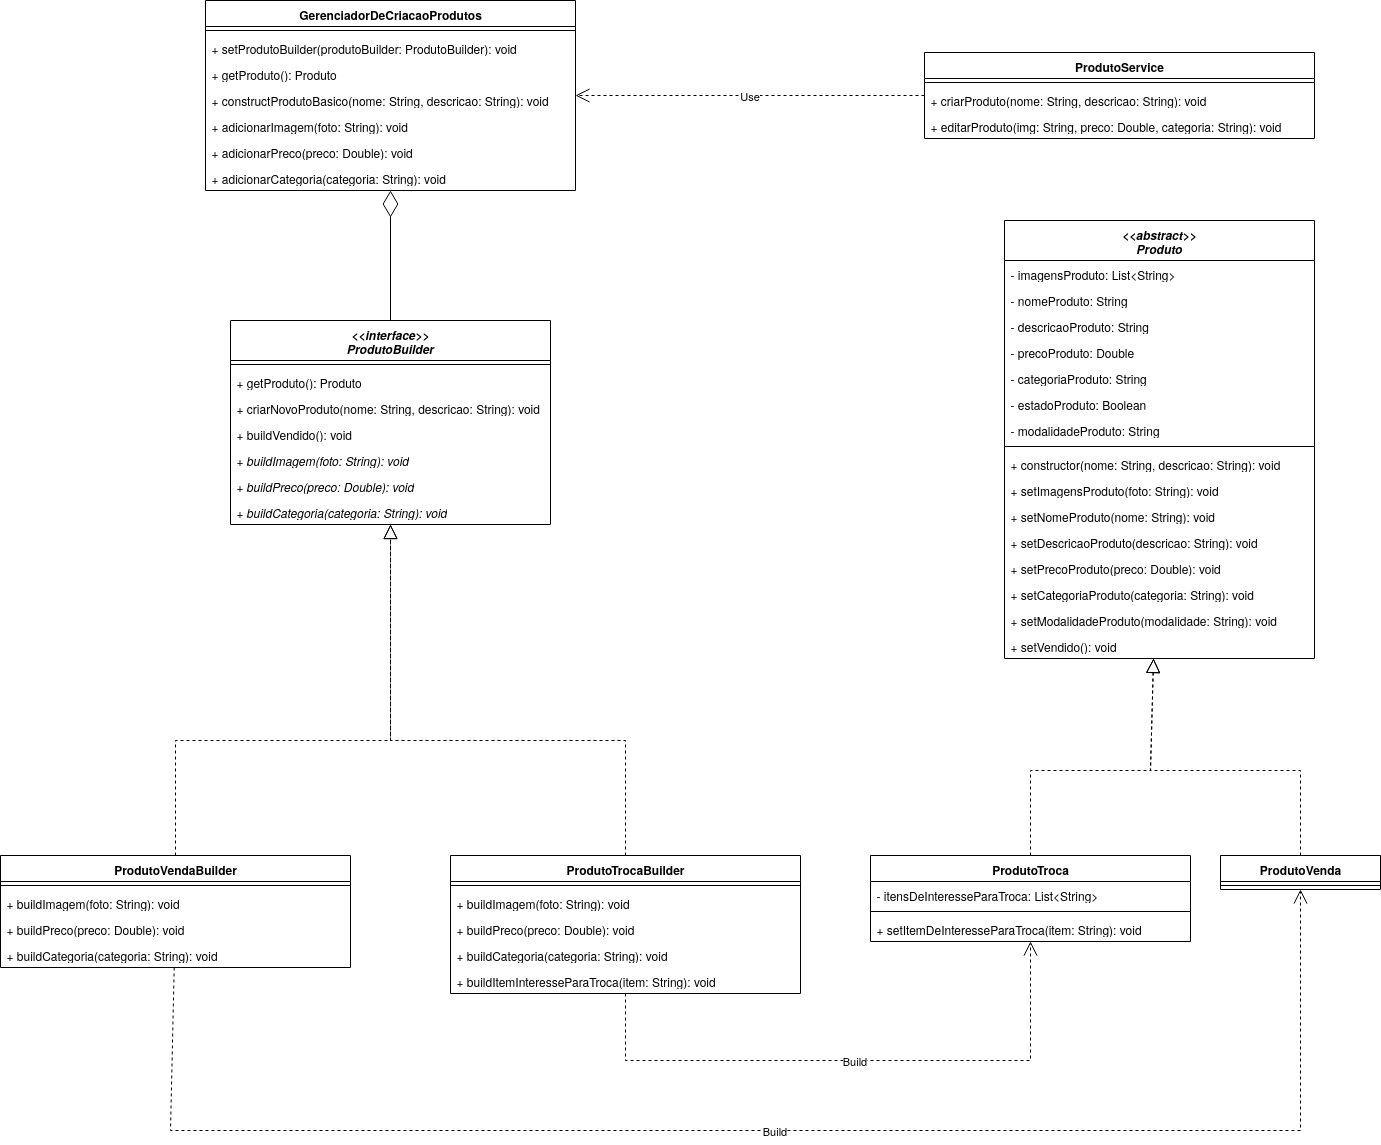 GerenciadorDeCriacaoProdutos
+ setProdutoBuilder(produtoBuilder: ProdutoBuilder): void
+ getProduto(): Produto
+ constructProdutoBasico(nome: String, descricao: String): void
+ adicionarImagem(foto: String): void
+ adicionarPreco(preco: Double): void
+ adicionarCategoria(categoria: String): void
Use
ProdutoService
+ criarProduto(nome: String, descricao: String): void
+ editarProduto(img: String, preco: Double, categoria: String): void
<<interface>>
ProdutoBuilder
+ getProduto(): Produto
+ criarNovoProduto(nome: String, descricao: String): void
+ buildVendido(): void
+ buildImagem(foto: String): void
+ buildPreco(preco: Double): void
+ buildCategoria(categoria: String): void
<<abstract>>
Produto
- imagensProduto: List<String>
- nomeProduto: String
- descricaoProduto: String
- precoProduto: Double
- categoriaProduto: String
- estadoProduto: Boolean
- modalidadeProduto: String
+ constructor(nome: String, descricao: String): void
+ setImagensProduto(foto: String): void
+ setNomeProduto(nome: String): void
+ setDescricaoProduto(descricao: String): void
+ setPrecoProduto(preco: Double): void
+ setCategoriaProduto(categoria: String): void
+ setModalidadeProduto(modalidade: String): void
+ setVendido(): void
ProdutoVendaBuilder
+ buildImagem(foto: String): void
+ buildPreco(preco: Double): void
+ buildCategoria(categoria: String): void
ProdutoTrocaBuilder
+ buildImagem(foto: String): void
+ buildPreco(preco: Double): void
+ buildCategoria(categoria: String): void
+ buildItemInteresseParaTroca(item: String): void
ProdutoTroca
- itensDeInteresseParaTroca: List<String>
+ setItemDeInteresseParaTroca(item: String): void
ProdutoVenda
Build
Build